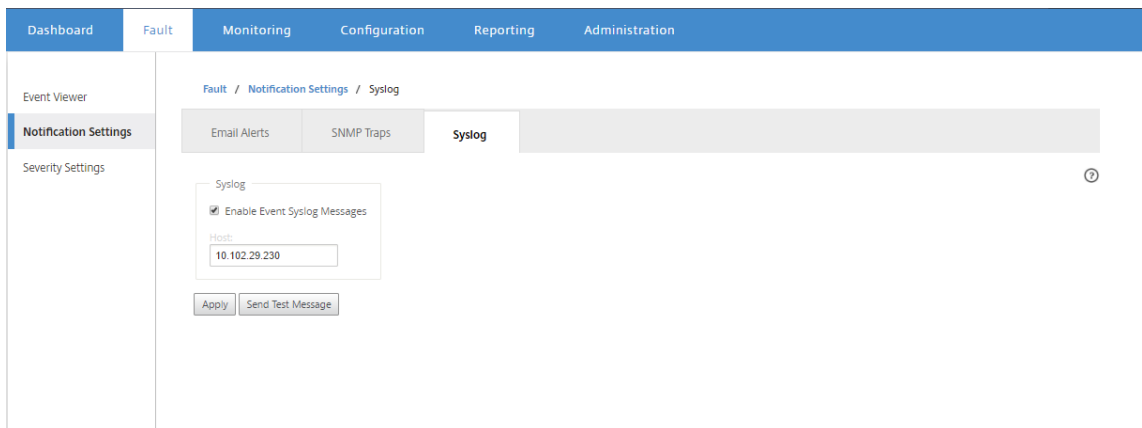 Dashboard Fault Monitoring Configuration Reporting Administration
Event Viewer
Notification Settings
Severity Settings
Fault / Notification Settings / Syslog
Email Alerts SNMP Traps Syslog
?
Syslog
Enable Event Syslog Messages
Host:
10.102.29.230
Apply Send Test Message